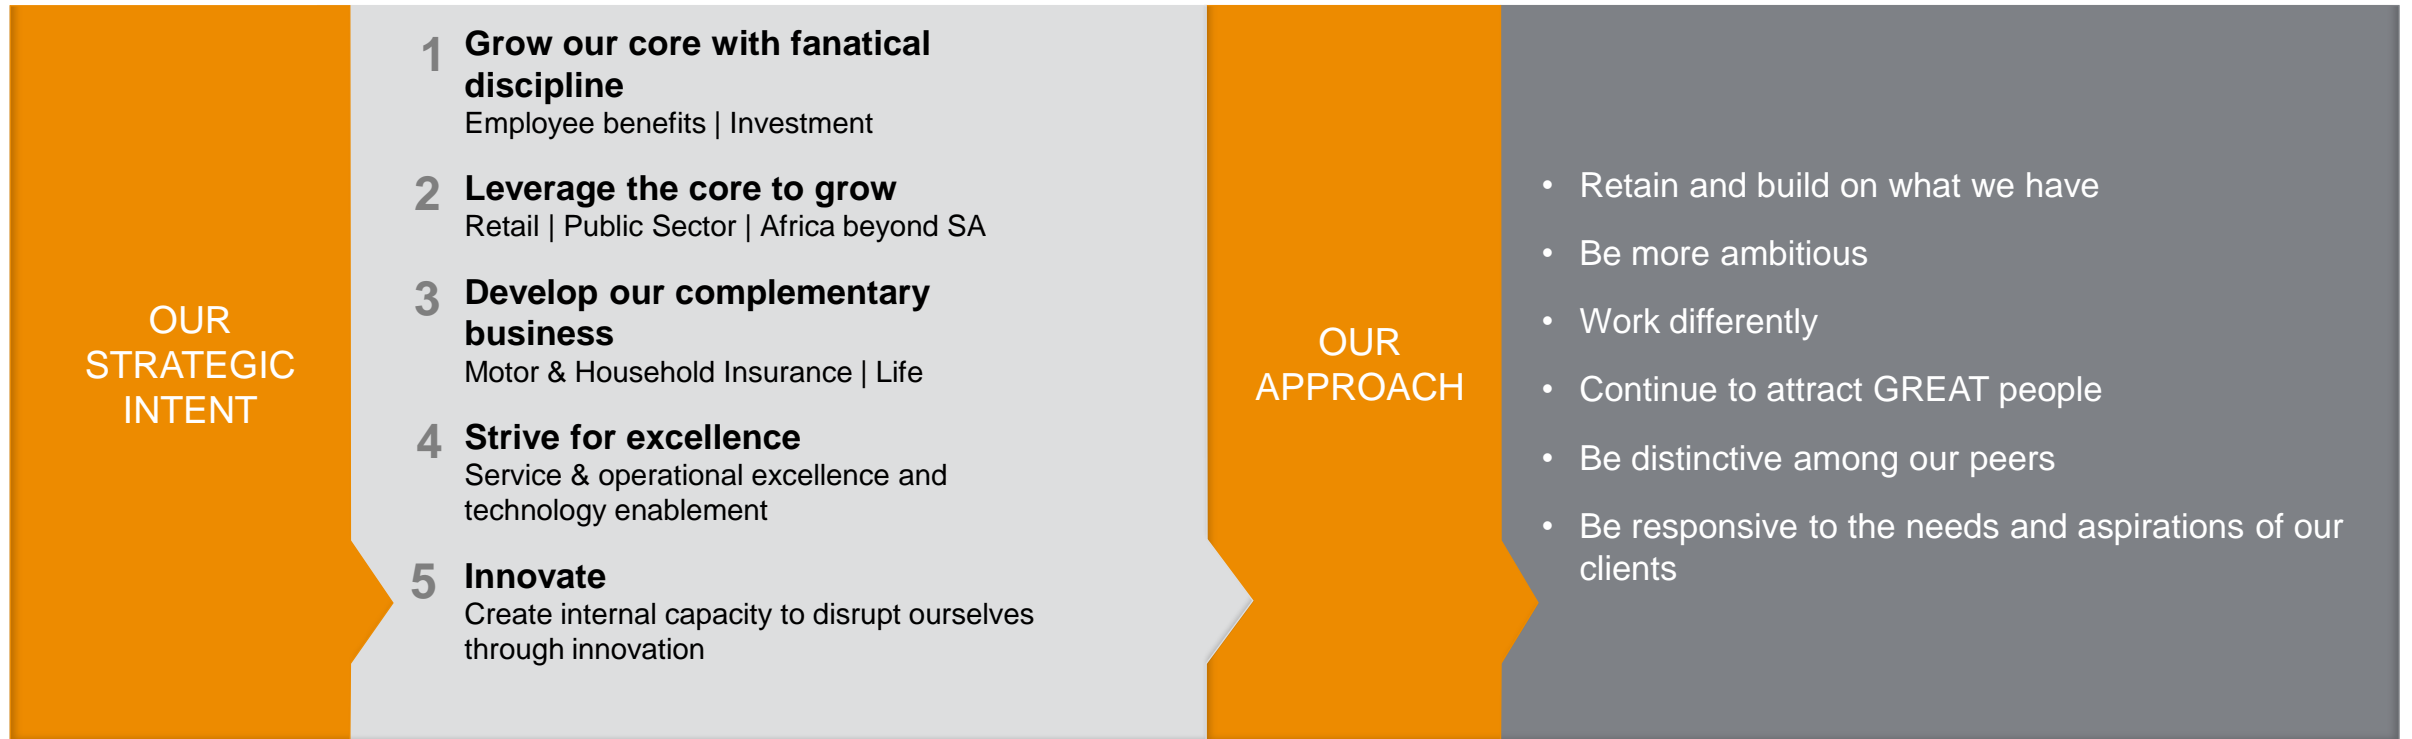 OUR
STRATEGIC
INTENT
1 Grow our core with fanatical
discipline
Employee benefits | Investment
2 Leverage the core to grow
Retail | Public Sector | Africa beyond SA
3 Develop our complementary
business
Motor & Household Insurance | Life
4 Strive for excellence
Service & operational excellence and
technology enablement
5 Innovate
Create internal capacity to disrupt ourselves
through innovation
OUR
APPROACH
• Retain and build on what we have
• Be more ambitious
• Work differently
• Continue to attract GREAT people
• Be distinctive among our peers
• Be responsive to the needs and aspirations of our
clients